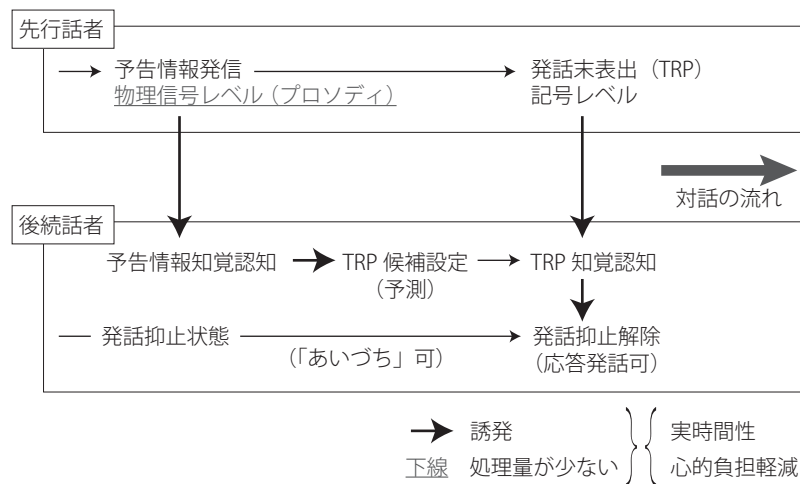 先行話者
予告情報発信
物理信号レベル（プロソディ）
発話末表出（TRP）
記号レベル
対話の流れ
後続話者
予告情報知覚認知
TRP 候補設定
（予測）
TRP 知覚認知
発話抑止状態
（「あいづち」可）
発話抑止解除
（応答発話可）
誘発
実時間性
下線 処理量が少ない
心的負担軽減